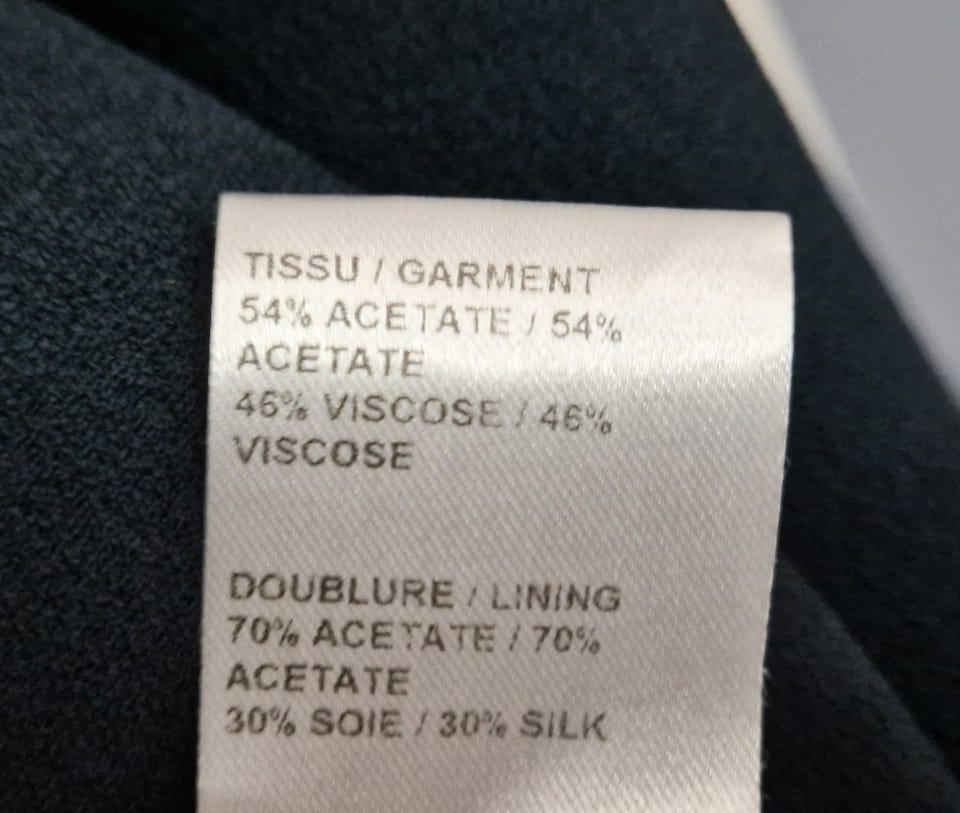 TISSU / GARMENT
54% ACETATE / 54%
ACETATE
46% VISCOSE / 46%
VISCOSE
DOUBLURE / LINING
70% ACETATE / 70%
ACETATE
30% SOIE / 30% SILK